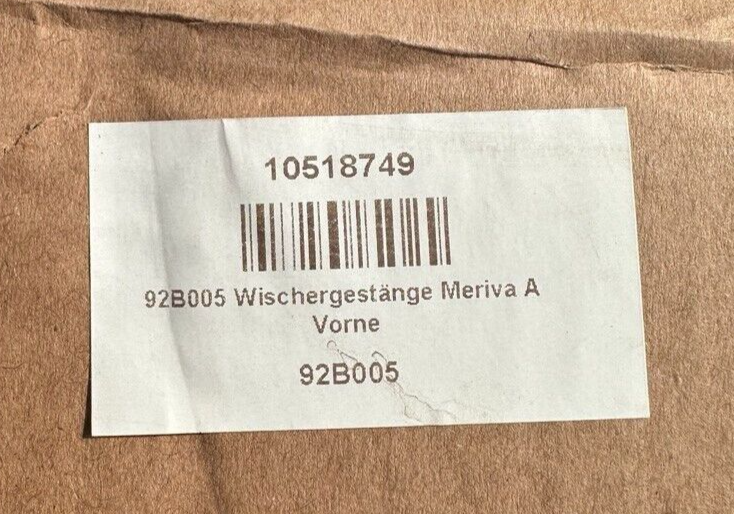 10518749
92B005 Wischergestänge Meriva A
Vorne
92B005